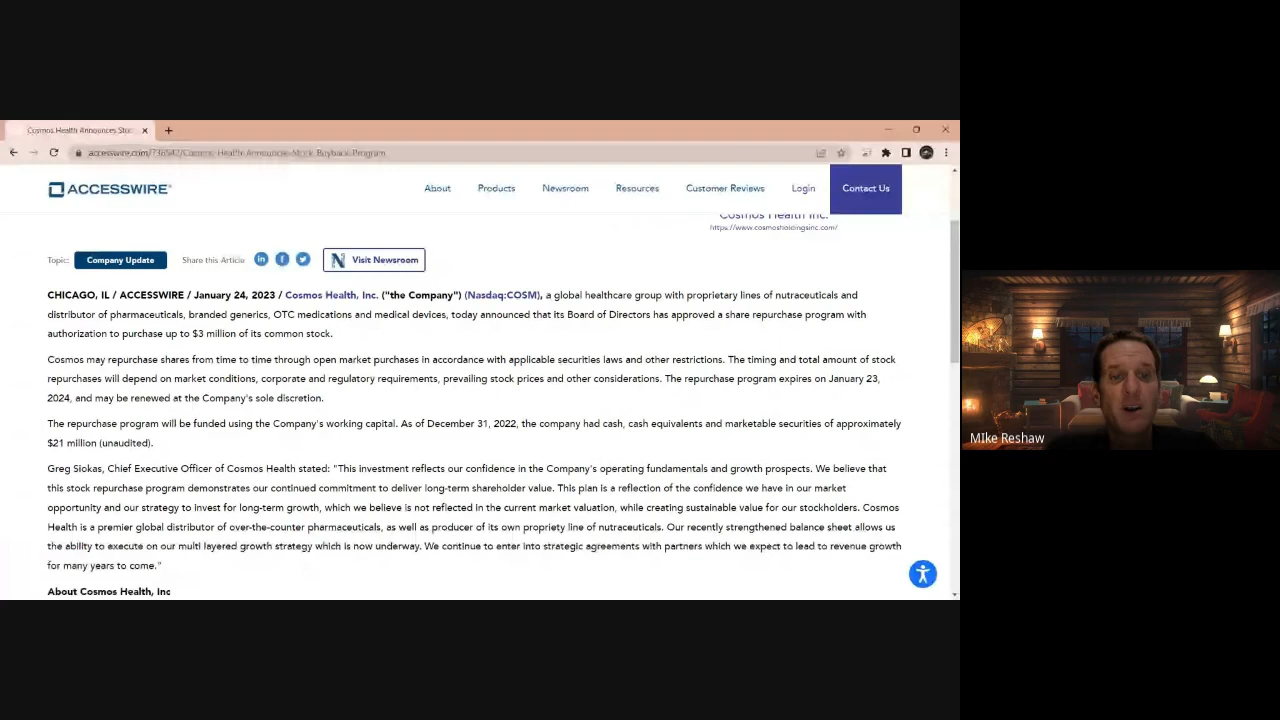 Cosmos Health Announces Stoc
accesswire.com/736542/Cosmos-Health-Announces-Stock-Buyback-Program
ACCESSWIRE
About Products Newsroom Resources Customer Reviews Login Contact Us
Cosmos Health Inc.
https://www.cosmosholdingsinc.com/
Topic: Company Update Share this Article in f N Visit Newsroom
CHICAGO, IL / ACCESSWIRE / January 24, 2023 / Cosmos Health, Inc. ("the Company") (Nasdaq:COSM), a global healthcare group with proprietary lines of nutraceuticals and
distributor of pharmaceuticals, branded generics, OTC medications and medical devices, today announced that its Board of Directors has approved a share repurchase program with
authorization to purchase up to $3 million of its common stock.
Cosmos may repurchase shares from time to time through open market purchases in accordance with applicable securities laws and other restrictions. The timing and total amount of stock
repurchases will depend on market conditions, corporate and regulatory requirements, prevailing stock prices and other considerations. The repurchase program expires on January 23,
2024, and may be renewed at the Company's sole discretion.
The repurchase program will be funded using the Company's working capital. As of December 31, 2022, the company had cash, cash equivalents and marketable securities of approximately
$21 million (unaudited).
Greg Siokas, Chief Executive Officer of Cosmos Health stated: "This investment reflects our confidence in the Company's operating fundamentals and growth prospects. We believe that
this stock repurchase program demonstrates our continued commitment to deliver long-term shareholder value. This plan is a reflection of the confidence we have in our market
opportunity and our strategy to invest for long-term growth, which we believe is not reflected in the current market valuation, while creating sustainable value for our stockholders. Cosmos
Health is a premier global distributor of over-the-counter pharmaceuticals, as well as producer of its own propriety line of nutraceuticals. Our recently strengthened balance sheet allows us
the ability to execute on our multi layered growth strategy which is now underway. We continue to enter into strategic agreements with partners which we expect to lead to revenue growth
for many years to come."
About Cosmos Health, Inc
MIke Reshaw